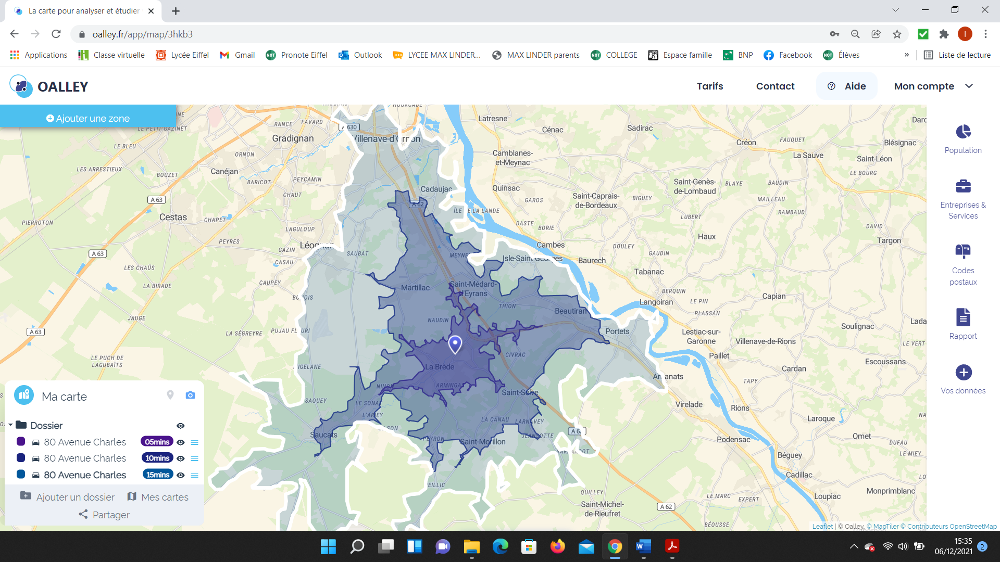 La carte pour analyser et étudier
oalley.fr/app/map/3hkb3
Applications
Classe virtuelle
Lycée Eiffel
Gmail
Pronote Eiffel
Outlook
LYCEE MAX LINDER...
MAX LINDER parents
COLLEGE
Espace famille
BNP
Facebook
Élèves
»
Liste de lecture
OALLEY
Tarifs
Contact
Aide
Mon compte
Ajouter une zone
Population
Entreprises &
Services
Codes
postaux
Rapport
Vos données
HOURCADE
LE PETIT GAZINET
RANCE
FAVARD
A 630
Villenave-d'Ornon
Gradignan
LE BLEU
ORNON
LES ARRESTIEUX
BOUZET
Canéjan
BARICOT
PEYCAMIN
CHAUT
A 63
Cestas
PIERROTON
CHAPET
LAGULOUP
PEYRES
Léognan
GAZIN
CASAU
SAUBAT
A 63
LES CHAÜS
LA BIRADE
CAUPEY
JAUGE
A 63
LA SÉGREYRE
PUJAU FLEURI
LE PUCH DE
LAGUBAÏTS
Latresne
Cénac
Sadirac
Créon
FAUQUET
Blésignac
Camblanes-
et-Meynac
La Sauve
Saint-Léon
LE BOURG
Cadaujac
Quinsac
Saint-Genès-
de-Lombaud
BLAYE
BAUDIN
GAROS
Saint-Caprais-
de-Bordeaux
BIGUEY
MAILLEAU
A 62
ÎLE DE LA LANDE
LUBERT
RAMBAUD
DASTE
BORIE
DAVID
Cambes
DOULEY
Haux
Targon
Isle-Saint-Georges
Baurech
GAUDIN
Tabanac
Martillac
Saint-Médard-
d'Eyrans
THION
BERQUIN
Langoiran
LE PIN
Capian
Beautiran
PLASSAN
NAUDIN
Portets
Lestiac-sur-
Garonne
Soulignac
Villenave-de-Rions
LE VERT
CIVRAC
Paillet
Escoussans
La Brède
Cardan
Arbanats
TAPY
ARMINGAS
Saint-Selve
SAQUEY
LE SONA
Virelade
Rions
L'ARREY
LA CANAU
LARNAVEY
Laroque
Saucats
PEYRON
Saint-Morillon
JEANSOTTE
A 62
Podensac
Omet
DUFAU
LE MIEY
Béguey
EILLIC
Cadillac
QUILLEY
LE MARC
EXPERT
Loupiac
Monprimblanc
Saint-Michel-
de-Rieufret
A 62
BÉOUSSE
Ma carte
Dossier
80 Avenue Charles
05mins
80 Avenue Charles
10mins
80 Avenue Charles
15mins
Ajouter un dossier
Mes cartes
Partager
Leaflet | © Oalley, © MapTiler © Contributeurs OpenStreetMap
15:35
06/12/2021
2